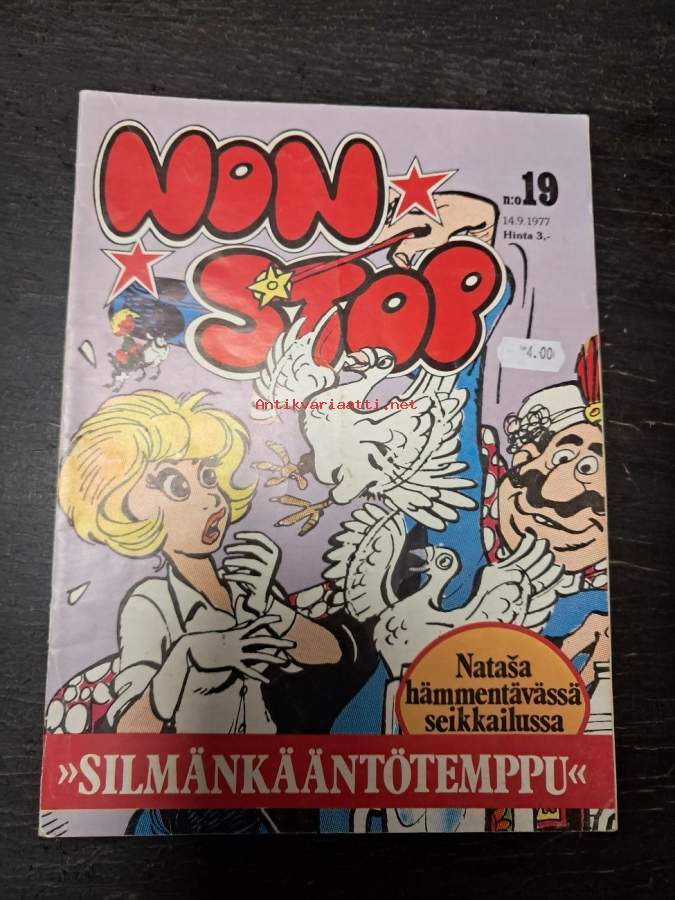 NON
STOP
n:o 19
14.9.1977
Hinta 3,-
4.00
Antikvariaatti.net
Nataša
hämmentävässä
seikkailussa
»SILMÄNKÄÄNTÖTEMPPU«